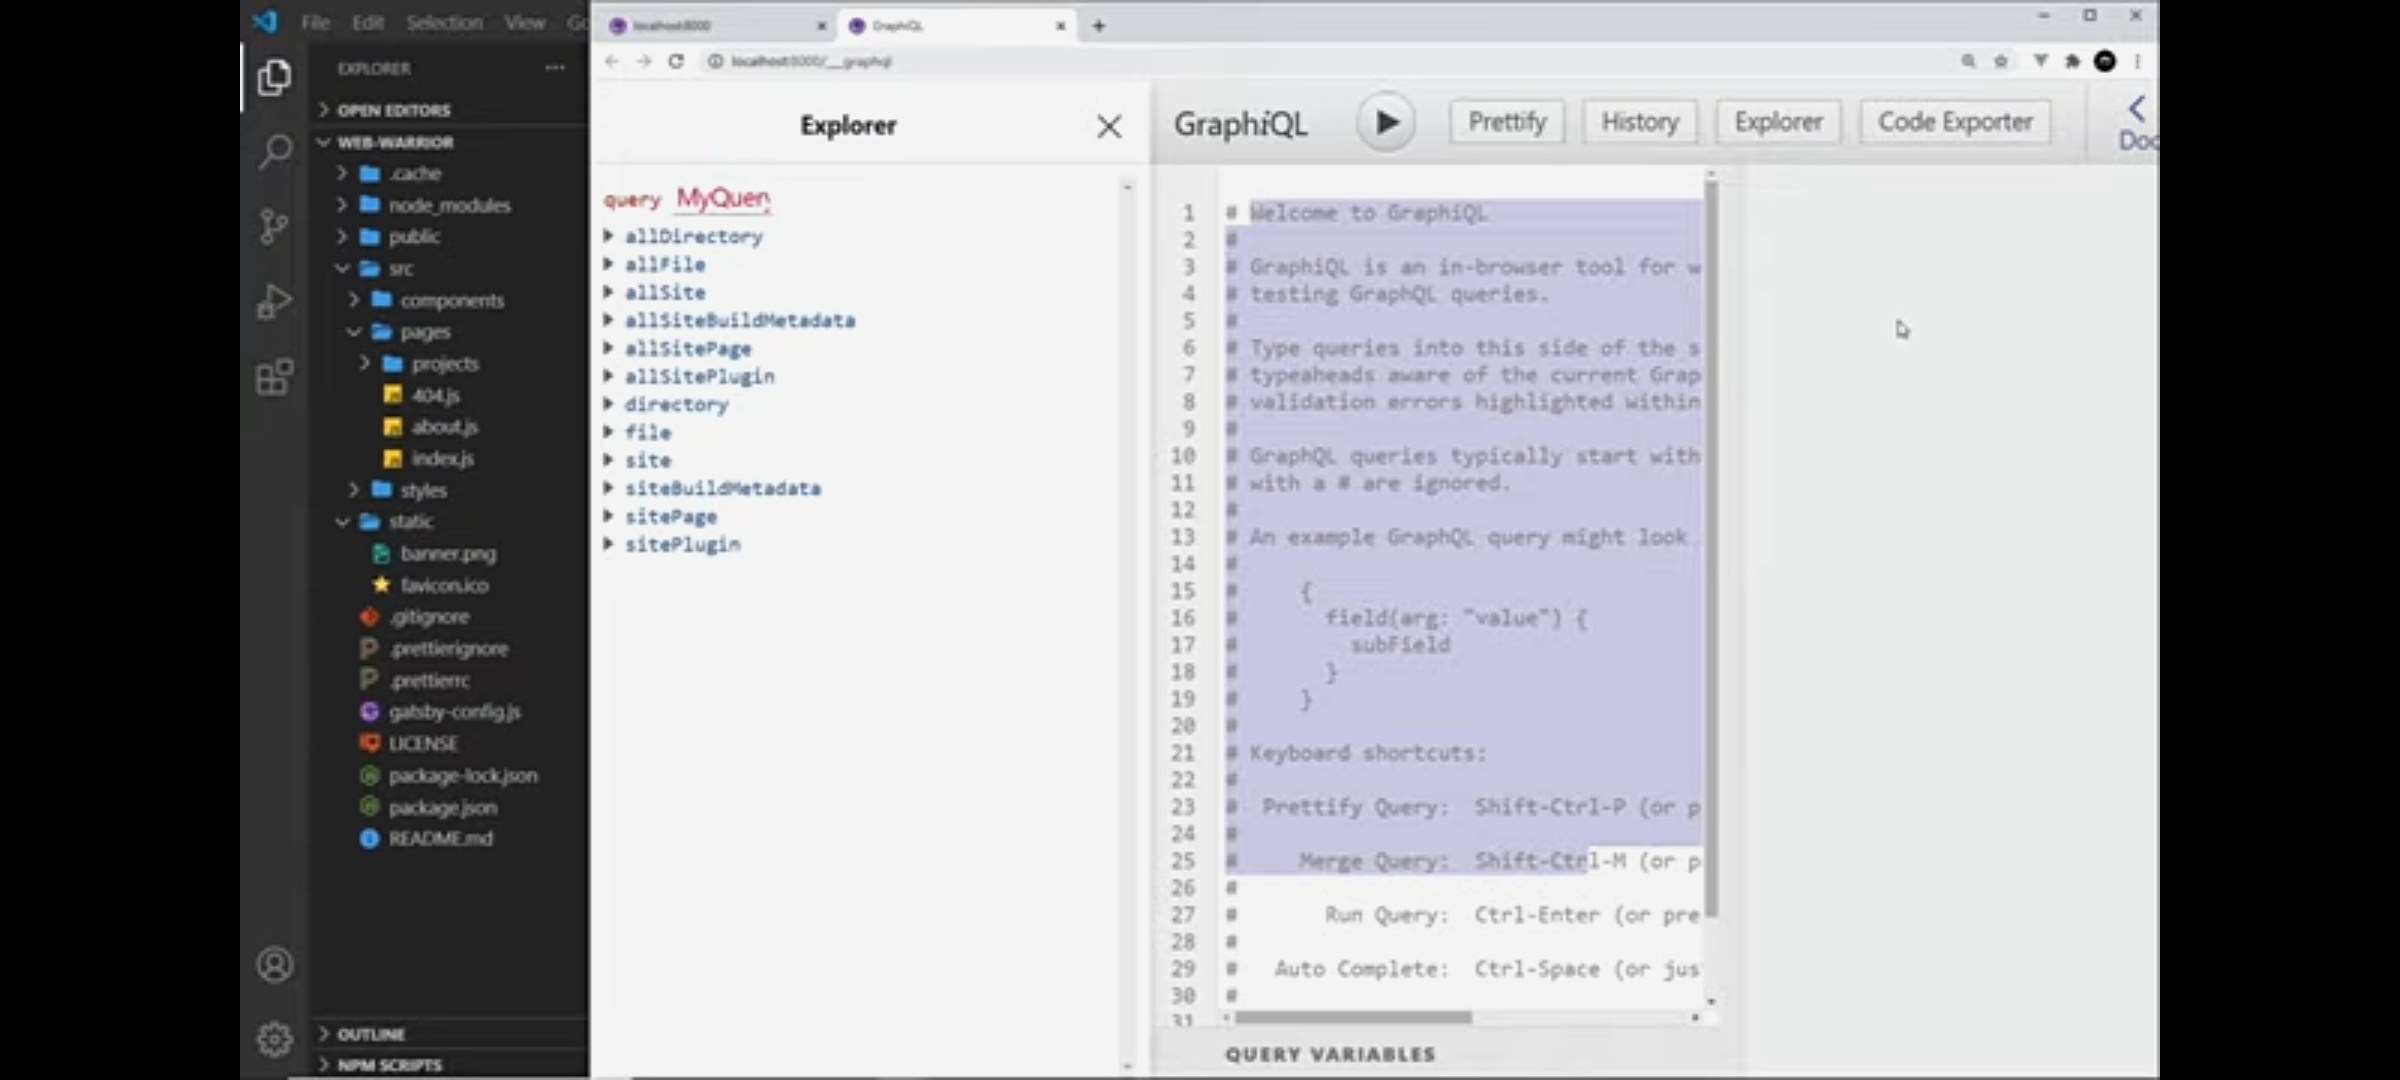 File Edit Selection View Go
EXPLORER
OPEN EDITORS
WEB-WARRIOR
.cache
node_modules
public
src
components
pages
projects
404.js
about.js
index.js
styles
static
banner.png
favicon.ico
.gitignore
.prettierignore
.prettierrc
gatsby-config.js
LICENSE
package-lock.json
package.json
README.md
OUTLINE
NPM SCRIPTS
localhost:8000
GraphiQL
localhost:8000/__graphql
Explorer
query MyQuery
allDirectory
allFile
allSite
allSiteBuildMetadata
allSitePage
allSitePlugin
directory
file
site
siteBuildMetadata
sitePage
sitePlugin
GraphiQL Prettify History Explorer Code Exporter < Doc
1 # Welcome to GraphiQL
2 #
3 # GraphiQL is an in-browser tool for w
4 # testing GraphQL queries.
5 #
6 # Type queries into this side of the s
7 # typeaheads aware of the current Grap
8 # validation errors highlighted within
9 #
10 # GraphQL queries typically start with
11 # with a # are ignored.
12 #
13 # An example GraphQL query might look
14 #
15 # {
16 # field(arg: "value") {
17 # subField
18 # }
19 # }
20 #
21 # Keyboard shortcuts:
22 #
23 # Prettify Query: Shift-Ctrl-P (or p
24 #
25 # Merge Query: Shift-Ctrl-M (or p
26 #
27 # Run Query: Ctrl-Enter (or pre
28 #
29 # Auto Complete: Ctrl-Space (or jus
30 #
31
QUERY VARIABLES